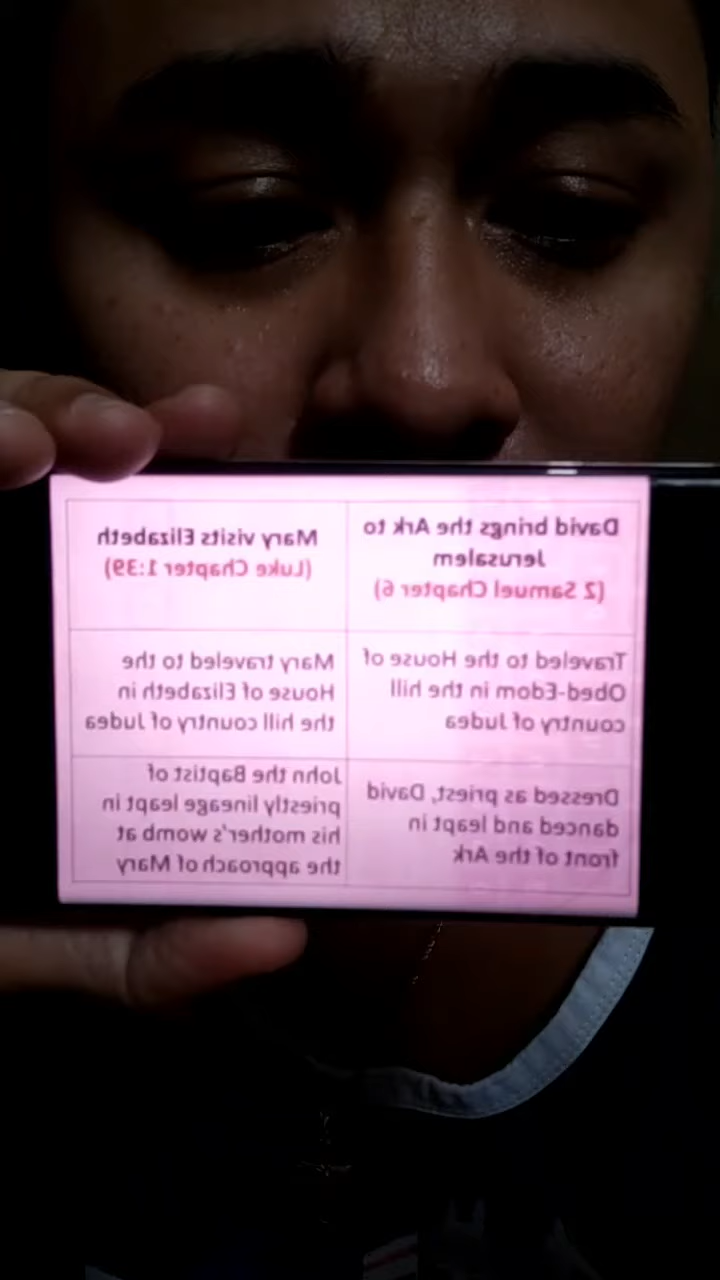 David brings the Ark to
Jerusalem
(2 Samuel Chapter 6)
Mary visits Elizabeth
(Luke Chapter 1:39)
Traveled to the House of
Obed-Edom in the hill
country of Judea
Mary traveled to the
House of Elizabeth in
the hill country of Judea
Dressed as priest, David
danced and leapt in
front of the Ark
John the Baptist of
priestly lineage leapt in
his mother's womb at
the approach of Mary